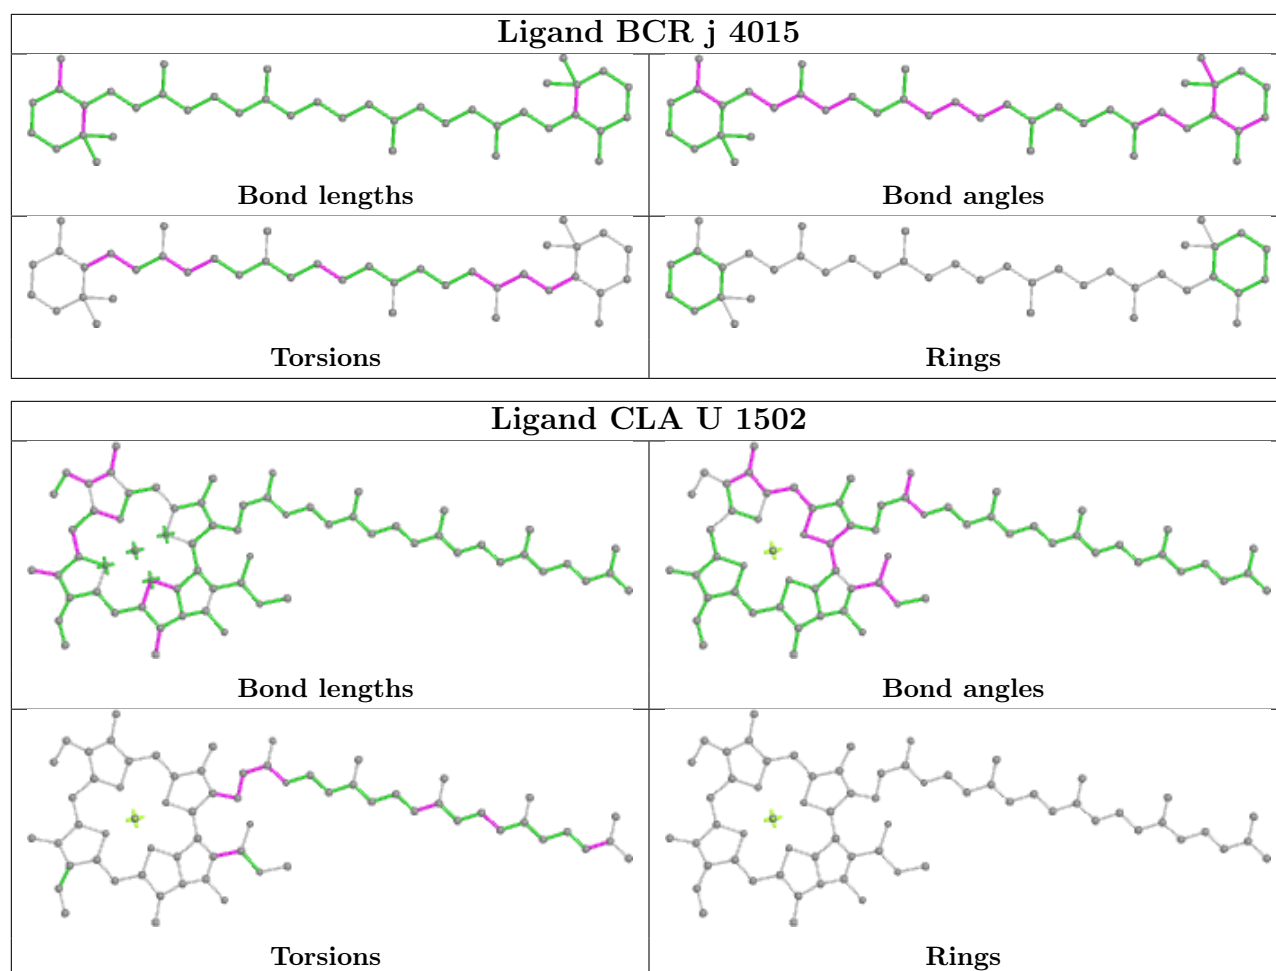 Ligand BCR j 4015
Bond lengths
Bond angles
Torsions
Rings
Ligand CLA U 1502
Bond lengths
Bond angles
Torsions
Rings